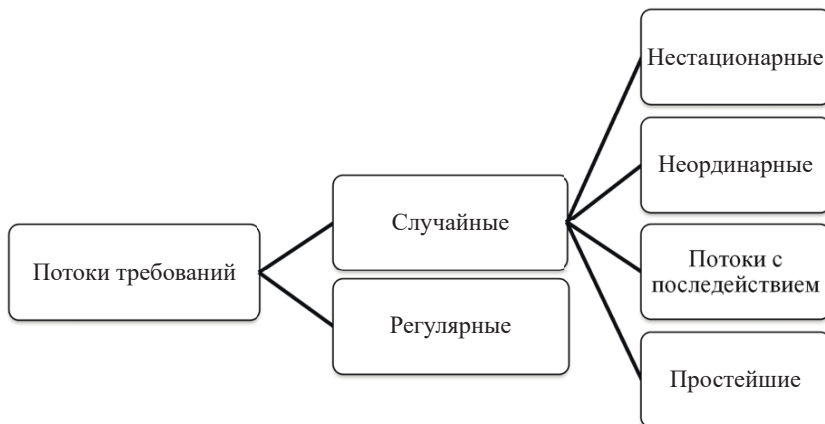 Потоки требований
Случайные
Регулярные
Нестационарные
Неординарные
Потоки с
последействием
Простейшие